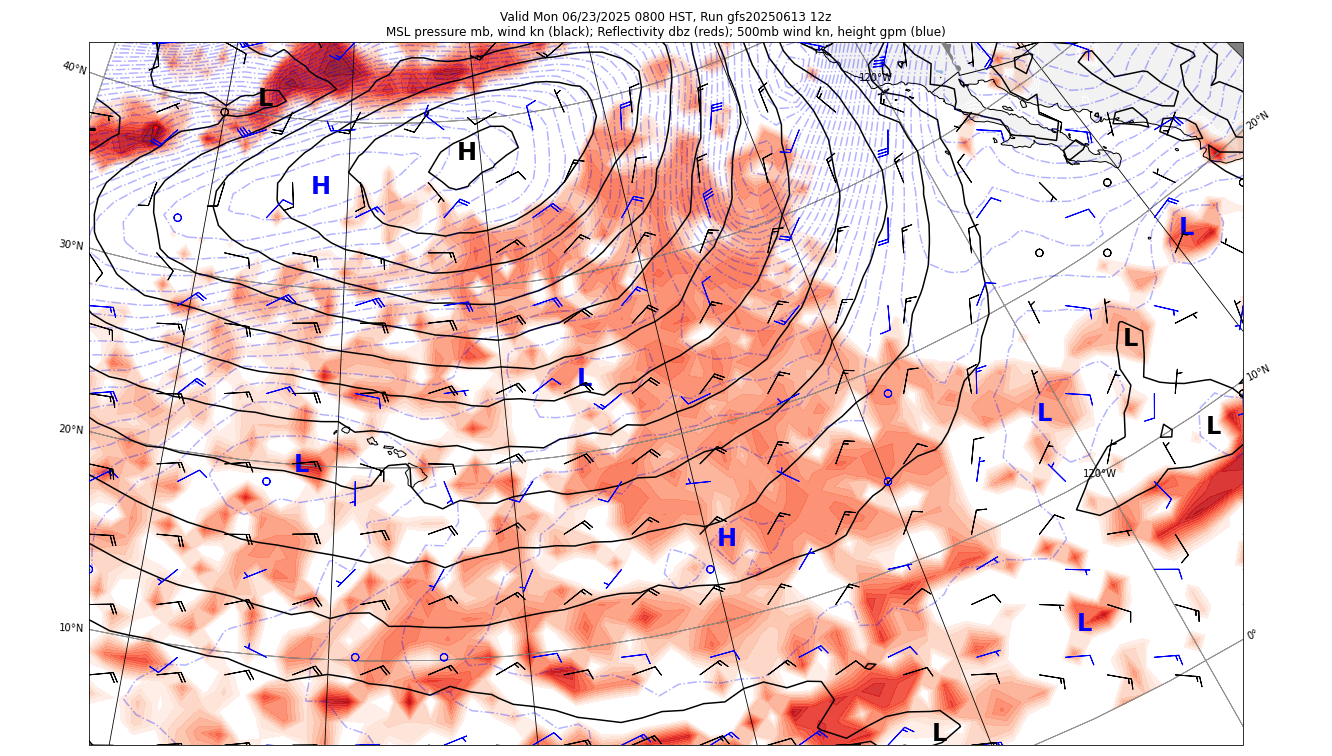 Valid Mon 06/23/2025 0800 HST, Run gfs20250613 12z
MSL pressure mb, wind kn (black); Reflectivity dbz (reds); 500mb wind kn, height gpm (blue)
40°N
120°W
20°N
L
H
H
L
30°N
L
10°N
L
L
L
20°N
L
120°W
H
10°N
L
0°
L